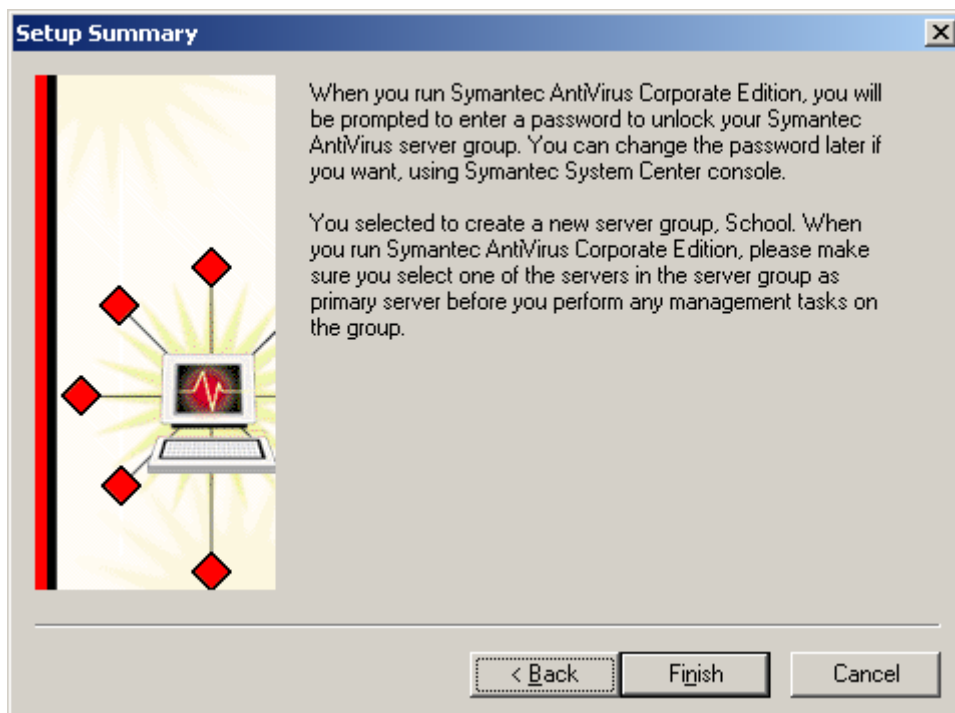 Setup Summary
When you run Symantec AntiVirus Corporate Edition, you will
be prompted to enter a password to unlock your Symantec
AntiVirus server group. You can change the password later if
you want, using Symantec System Center console.
You selected to create a new server group, School. When
you run Symantec AntiVirus Corporate Edition, please make
sure you select one of the servers in the server group as
primary server before you perform any management tasks on
the group.
< Back
Finish
Cancel